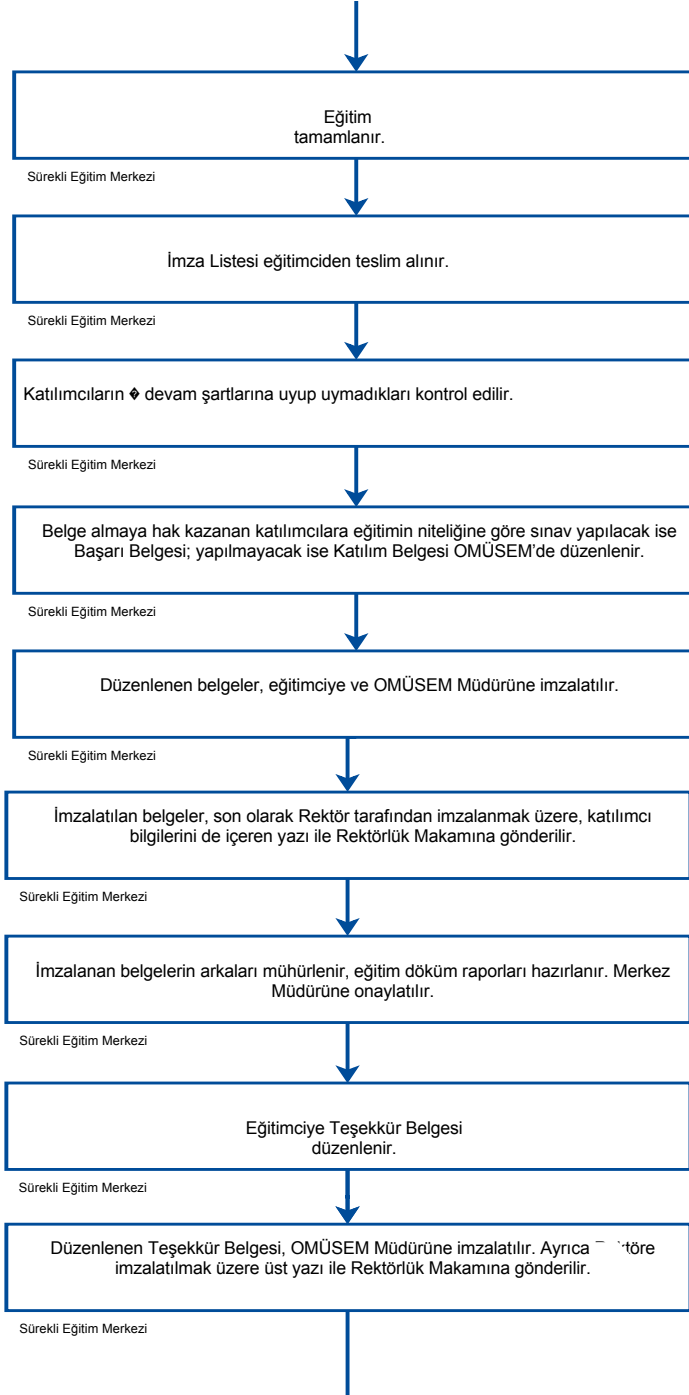 Eğitim
tamamlanır.
Sürekli Eğitim Merkezi
İmza Listesi eğitimciden teslim alınır.
Sürekli Eğitim Merkezi
Katılımcıların � devam şartlarına uyup uymadıkları kontrol edilir.
Sürekli Eğitim Merkezi
Belge almaya hak kazanan katılımcılara eğitimin niteliğine göre sınav yapılacak ise
Başarı Belgesi; yapılmayacak ise Katılım Belgesi OMÜSEM’de düzenlenir.
Sürekli Eğitim Merkezi
Düzenlenen belgeler, eğitimciye ve OMÜSEM Müdürüne imzalatılır.
Sürekli Eğitim Merkezi
İmzalatılan belgeler, son olarak Rektör tarafından imzalanmak üzere, katılımcı
bilgilerini de içeren yazı ile Rektörlük Makamına gönderilir.
Sürekli Eğitim Merkezi
İmzalanan belgelerin arkaları mühürlenir, eğitim döküm raporları hazırlanır. Merkez
Müdürüne onaylatılır.
Sürekli Eğitim Merkezi
Eğitimciye Teşekkür Belgesi
düzenlenir.
Sürekli Eğitim Merkezi
Düzenlenen Teşekkür Belgesi, OMÜSEM Müdürüne imzalatılır. Ayrıca
imzalatılmak üzere üst yazı ile Rektörlük Makamına gönderilir.
Sürekli Eğitim Merkezi